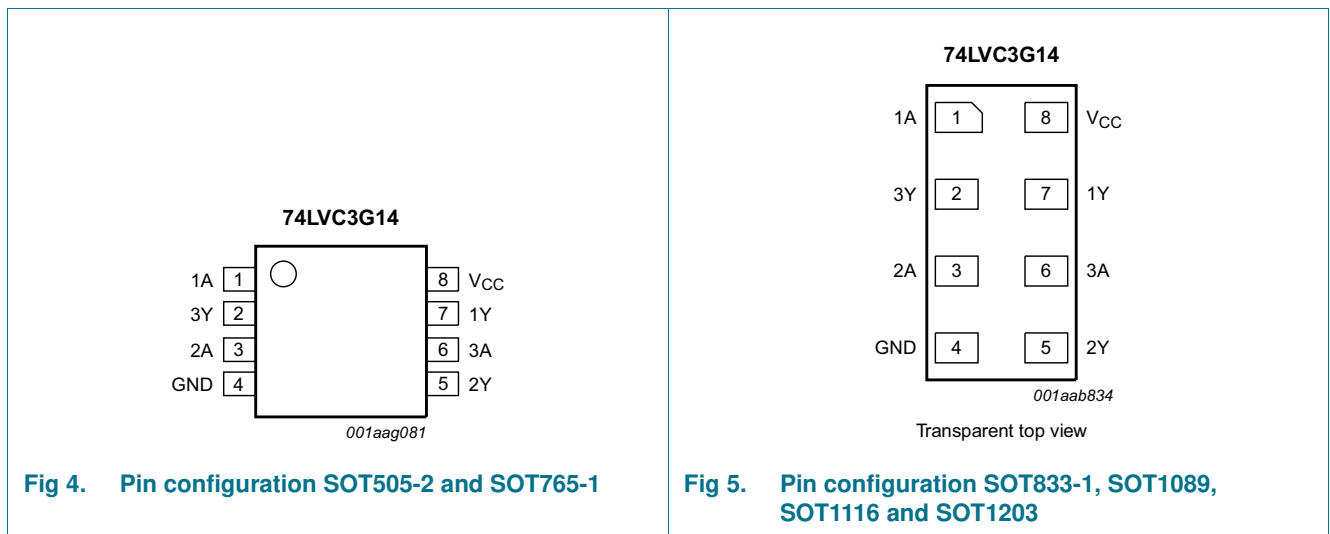 74LVC3G14
1A 1 8 VCC
3Y 2 7 1Y
2A 3 6 3A
GND 4 5 2Y
001aag081
Fig 4. Pin configuration SOT505-2 and SOT765-1
74LVC3G14
1A 1 8 VCC
3Y 2 7 1Y
2A 3 6 3A
GND 4 5 2Y
001aab834
Transparent top view
Fig 5. Pin configuration SOT833-1, SOT1089,
SOT1116 and SOT1203